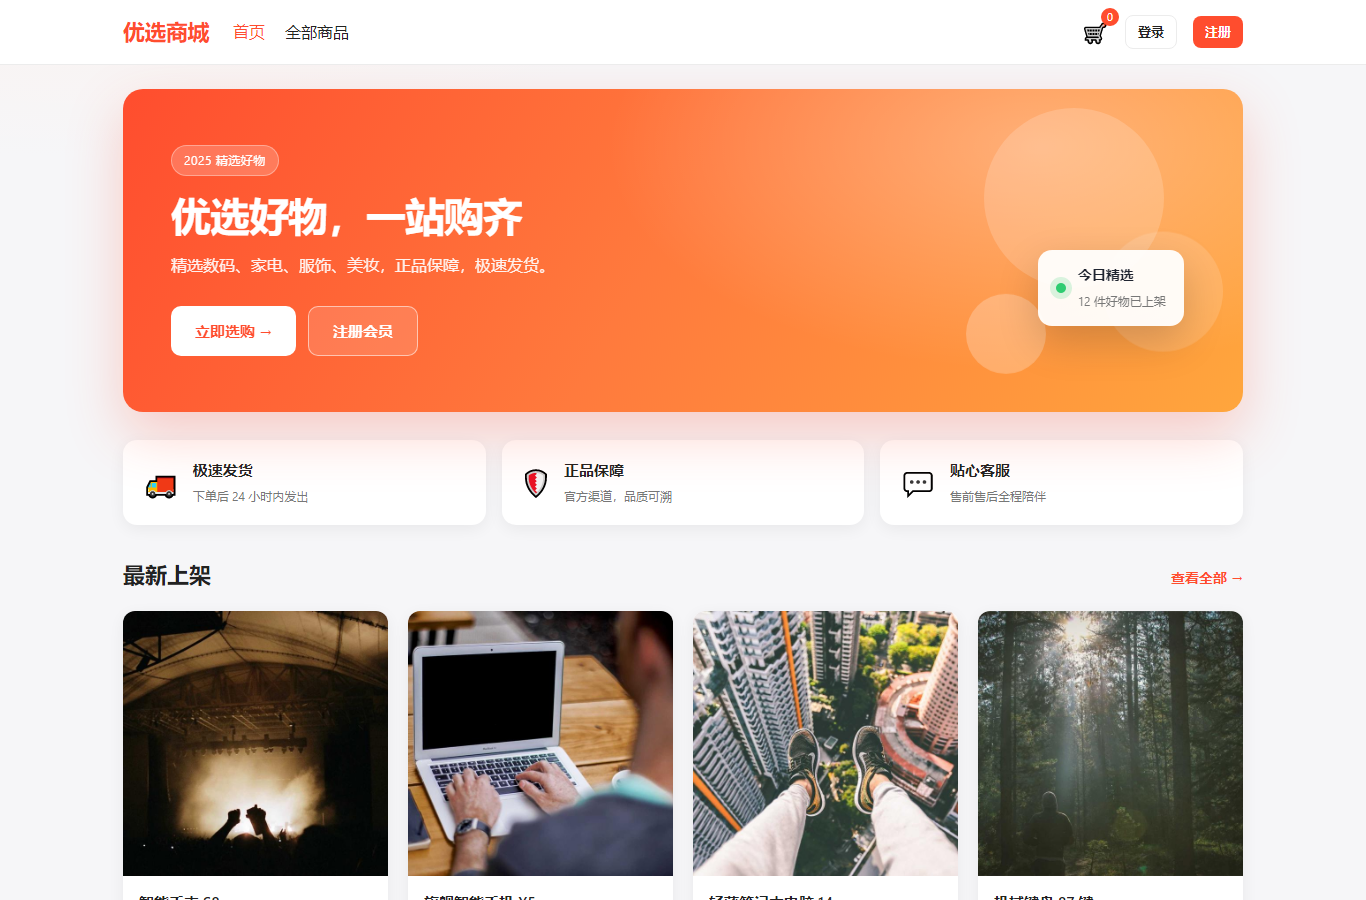 优选商城
首页
全部商品
0
登录
注册
2025 精选好物
优选好物，一站购齐
精选数码、家电、服饰、美妆，正品保障，极速发货。
立即选购 →
注册会员
今日精选
12 件好物已上架
极速发货
下单后 24 小时内发出
正品保障
官方渠道，品质可溯
贴心客服
售前售后全程陪伴
最新上架
查看全部 →